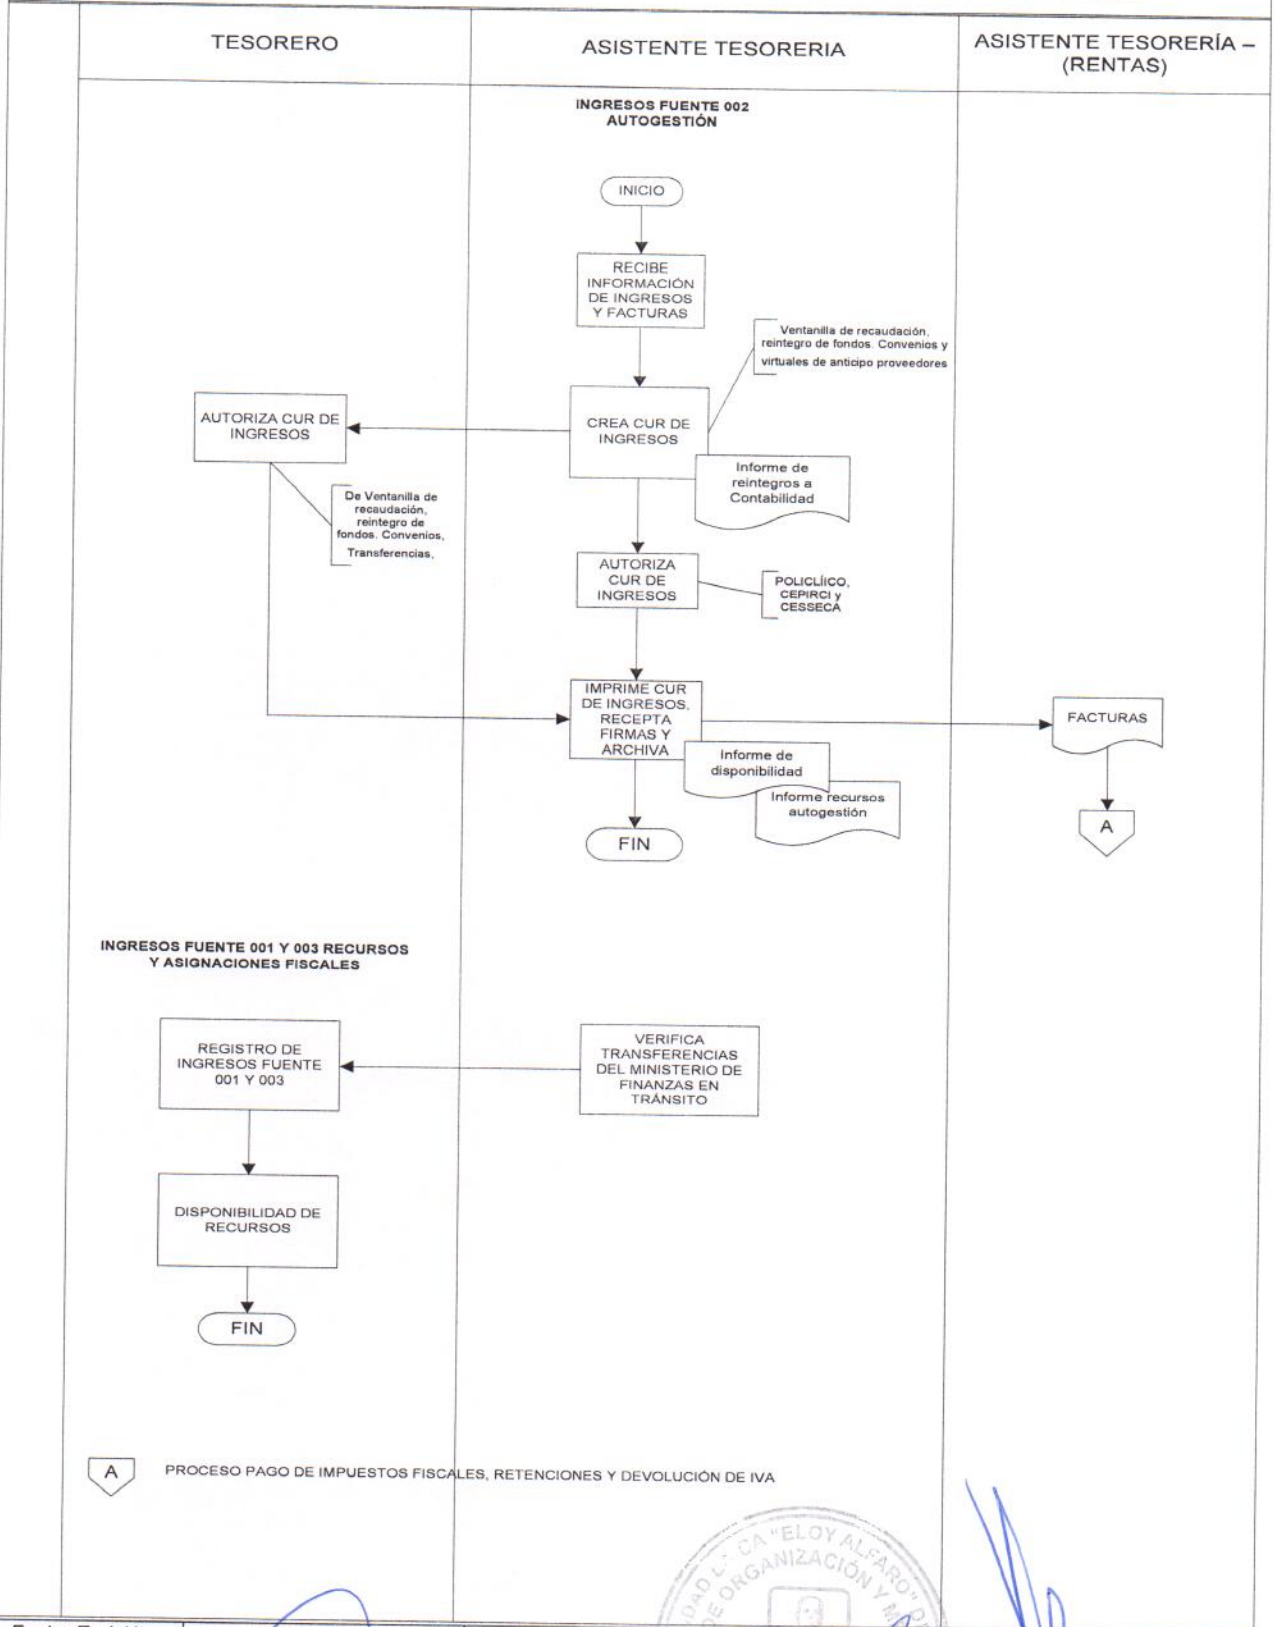 TESORERO
ASISTENTE TESORERIA
ASISTENTE TESORERÍA –
(RENTAS)
INGRESOS FUENTE 002
AUTOGESTIÓN
INICIO
RECIBE
INFORMACIÓN
DE INGRESOS
Y FACTURAS
Ventanilla de recaudación,
reintegro de fondos. Convenios y
virtuales de anticipo proveedores
AUTORIZA CUR DE
INGRESOS
CREA CUR DE
INGRESOS
Informe de
reintegros a
Contabilidad
De Ventanilla de
recaudación,
reintegro de
fondos. Convenios,
Transferencias,
AUTORIZA
CUR DE
INGRESOS
POLICLÍICO,
CEPIRCI y
CESSECA
IMPRIME CUR
DE INGRESOS,
RECEPTA
FIRMAS Y
ARCHIVA
FACTURAS
Informe de
disponibilidad
Informe recursos
autogestión
A
FIN
INGRESOS FUENTE 001 Y 003 RECURSOS
Y ASIGNACIONES FISCALES
REGISTRO DE
INGRESOS FUENTE
001 Y 003
VERIFICA
TRANSFERENCIAS
DEL MINISTERIO DE
FINANZAS EN
TRÁNSITO
DISPONIBILIDAD DE
RECURSOS
FIN
A
PROCESO PAGO DE IMPUESTOS FISCALES, RETENCIONES Y DEVOLUCIÓN DE IVA
"ELOY ALFARO"
DE ORGANIZACIÓN Y